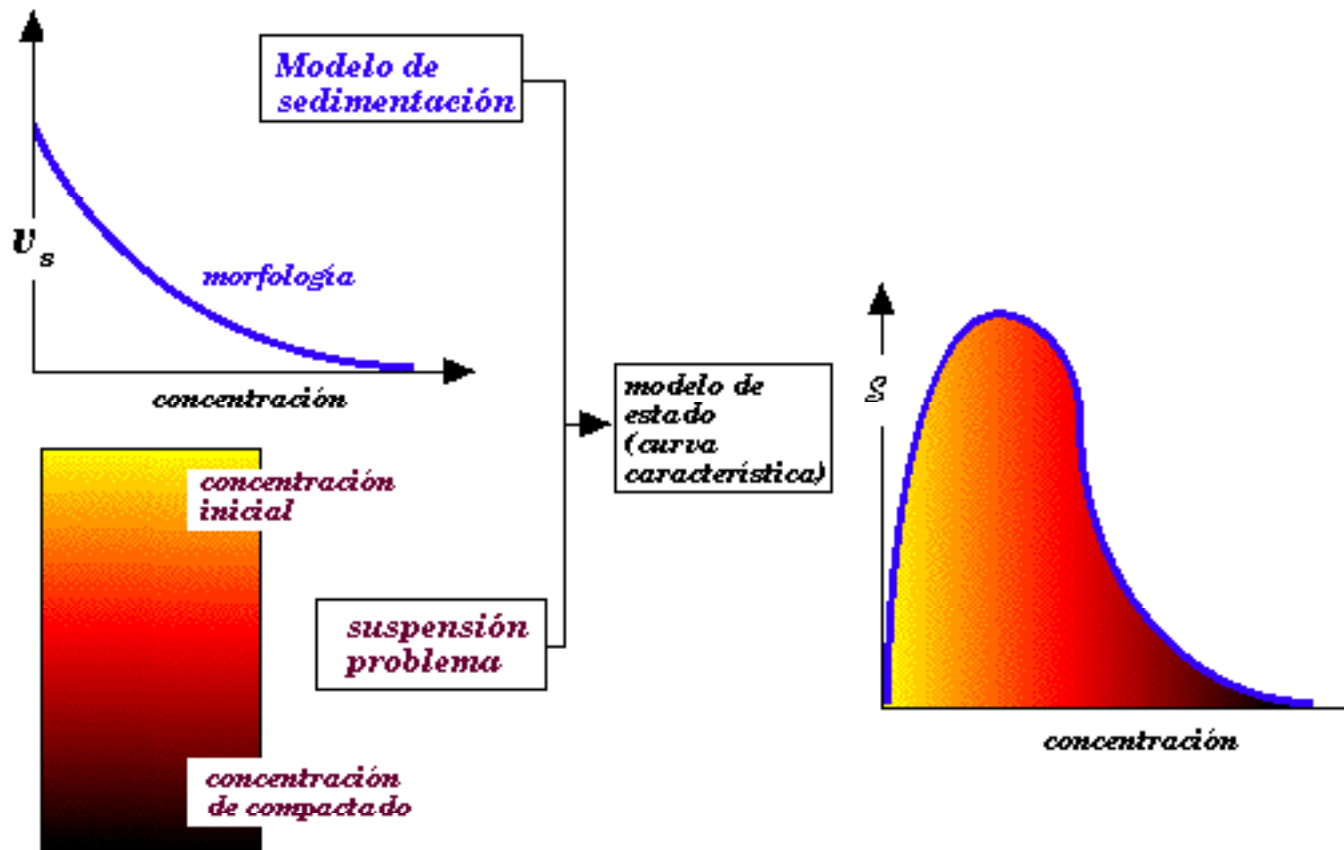 Modelo de
sedimentación
v s
morfología
concentración
concentración
inicial
suspensión
problema
concentración
de compactado
modelo de
estado
(curva
característica)
S
concentración